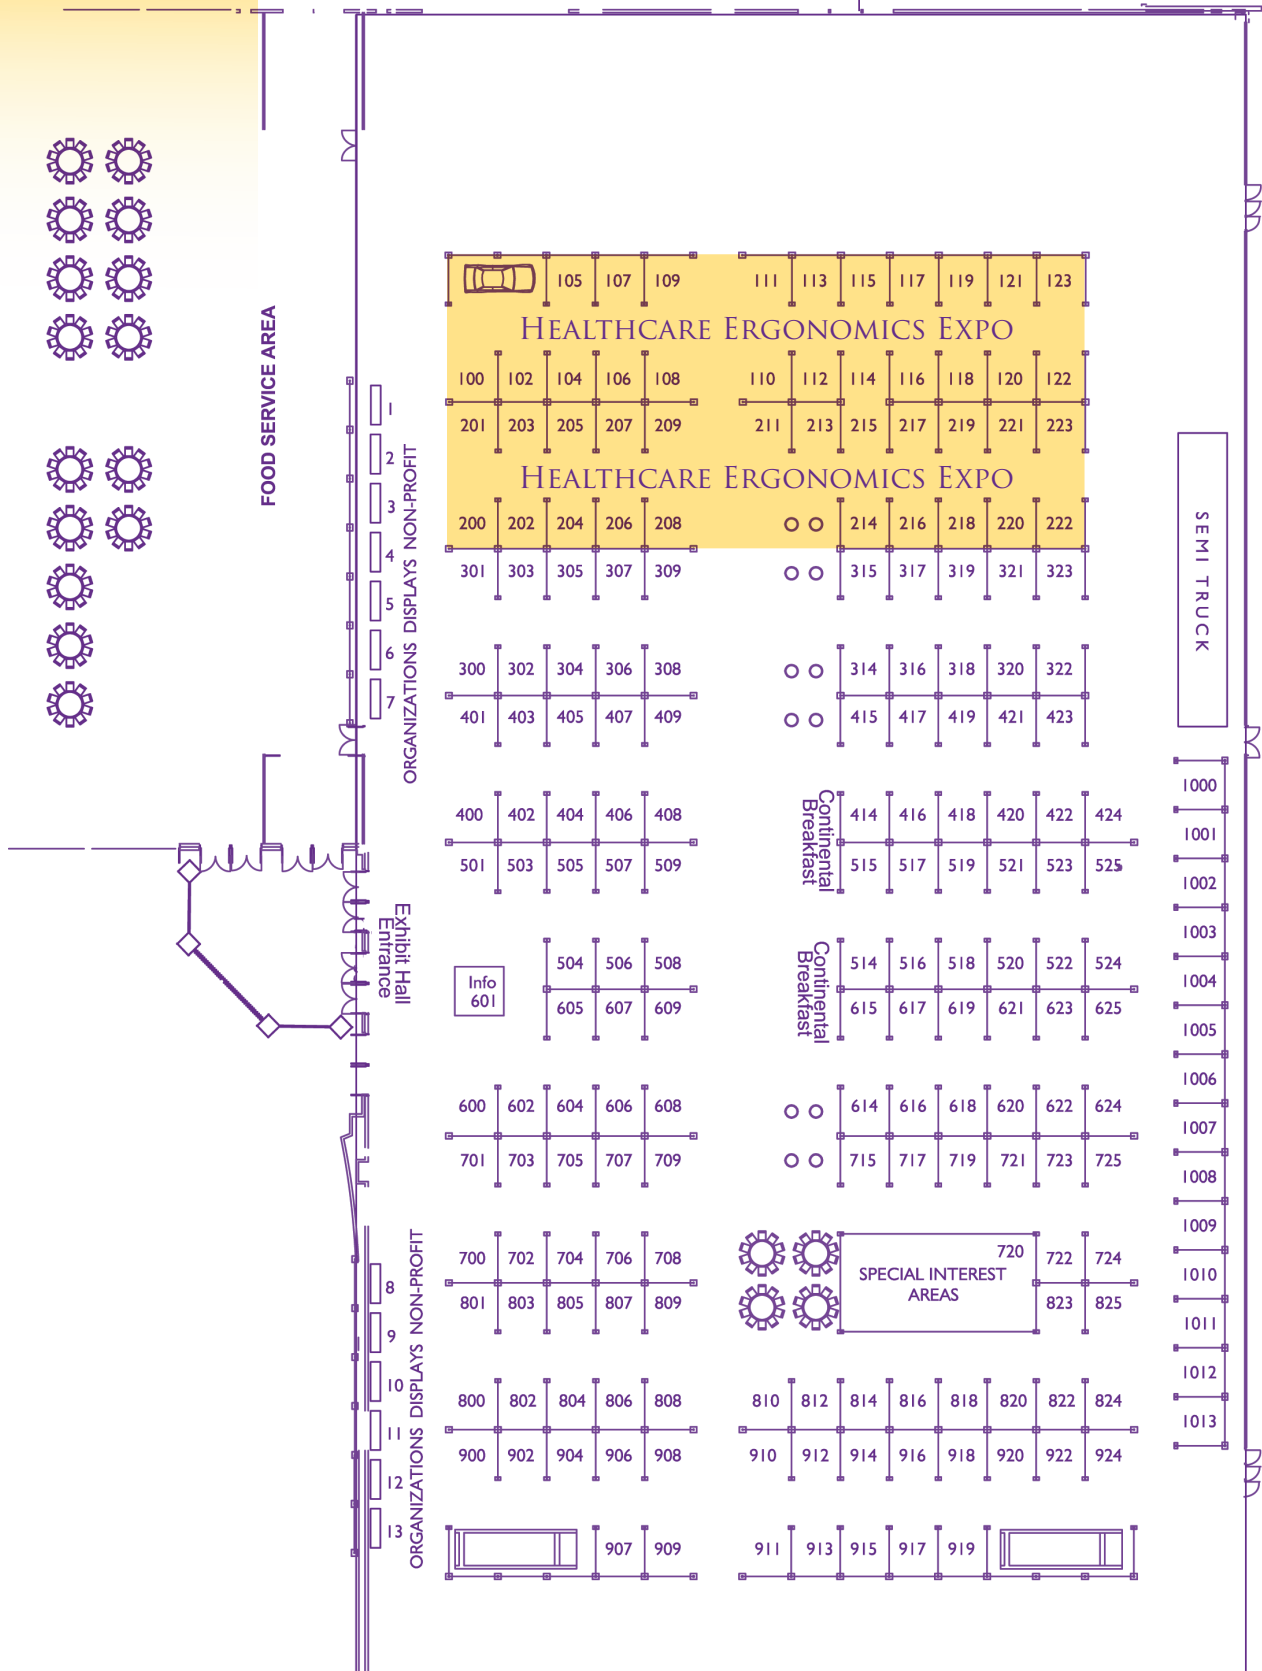 105 107 109 111 113 115 117 119 121 123
HEALTHCARE ERGONOMICS EXPO
100 102 104 106 108 110 112 114 116 118 120 122
201 203 205 207 209 211 213 215 217 219 221 223
HEALTHCARE ERGONOMICS EXPO
200 202 204 206 208 214 216 218 220 222
301 303 305 307 309 315 317 319 321 323
300 302 304 306 308 314 316 318 320 322
401 403 405 407 409 415 417 419 421 423
400 402 404 406 408 414 416 418 420 422 424
Continental
Breakfast
501 503 505 507 509 515 517 519 521 523 525
504 506 508 514 516 518 520 522 524
Continental
Breakfast
Info
601
605 607 609 615 617 619 621 623 625
600 602 604 606 608 614 616 618 620 622 624
701 703 705 707 709 715 717 719 721 723 725
700 702 704 706 708 720 722 724
SPECIAL INTEREST
AREAS
801 803 805 807 809 823 825
800 802 804 806 808 810 812 814 816 818 820 822 824
900 902 904 906 908 910 912 914 916 918 920 922 924
907 909 911 913 915 917 919
FOOD SERVICE AREA
1
2
3
4
5
6
7
ORGANIZATIONS DISPLAYS NON-PROFIT
Exhibit Hall
Entrance
8
9
10
11
12
13
ORGANIZATIONS DISPLAYS NON-PROFIT
SEMI TRUCK
1000
1001
1002
1003
1004
1005
1006
1007
1008
1009
1010
1011
1012
1013